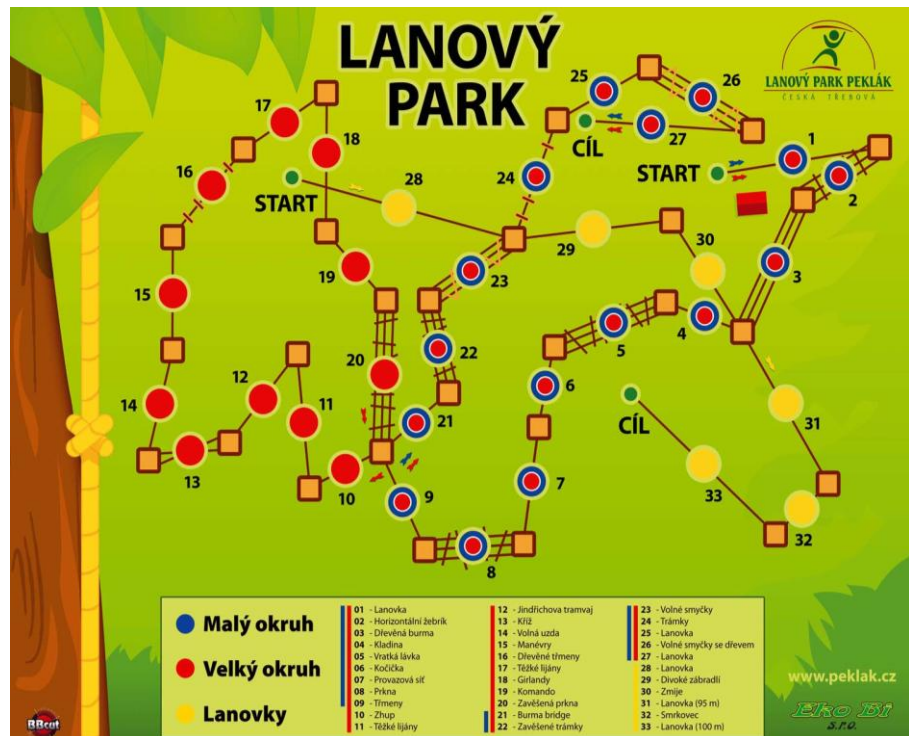 LANOVÝ
PARK
LANOVÝ PARK PEKLÁK
ČESKÁ TŘEBOVÁ
17
18
16
START
28
25
26
27
CÍL
24
START
1
2
3
15
19
23
29
30
4
5
22
20
6
14
12
11
21
CÍL
31
13
10
9
7
33
32
8
Malý okruh
Velký okruh
Lanovky
01 - Lanovka
02 - Horizontální žebrík
03 - Dřevěná burma
04 - Kladina
05 - Vratká lávka
06 - Kočička
07 - Provazová síť
08 - Prkna
09 - Třmeny
10 - Zhup
11 - Těžké lijány
12 - Jindřichova tramvaj
13 - Kříž
14 - Volná uzda
15 - Manévry
16 - Dřevěné třmeny
17 - Těžké lijány
18 - Girlandy
19 - Komando
20 - Zavěšená prkna
21 - Burma bridge
22 - Zavěšené trámky
23 - Volné smyčky
24 - Trámky
25 - Lanovka
26 - Volné smyčky se dřevem
27 - Lanovka
28 - Lanovka
29 - Divoké zábradlí
30 - Zmije
31 - Lanovka (95 m)
32 - Smrkovec
33 - Lanovka (100 m)
www.peklak.cz
BBcut
Eko Bi
s.r.o.